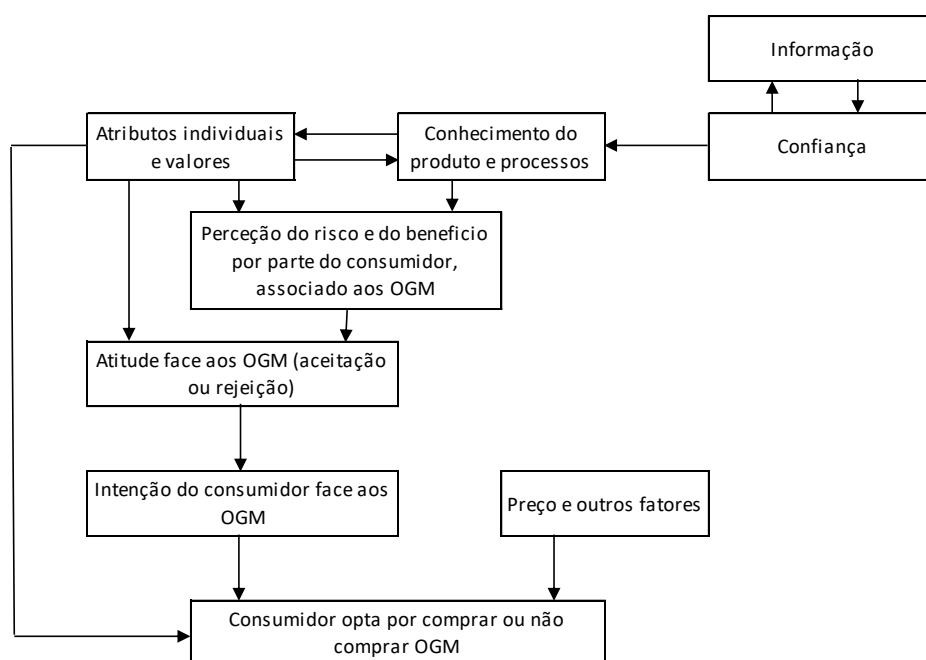 Informação
Atributos individuais
e valores
Conhecimento do
produto e processos
Confiança
Perceção do risco e do beneficio
por parte do consumidor,
associado aos OGM
Atitude face aos OGM (aceitação
ou rejeição)
Intenção do consumidor face aos
OGM
Preço e outros fatores
Consumidor opta por comprar ou não
comprar OGM